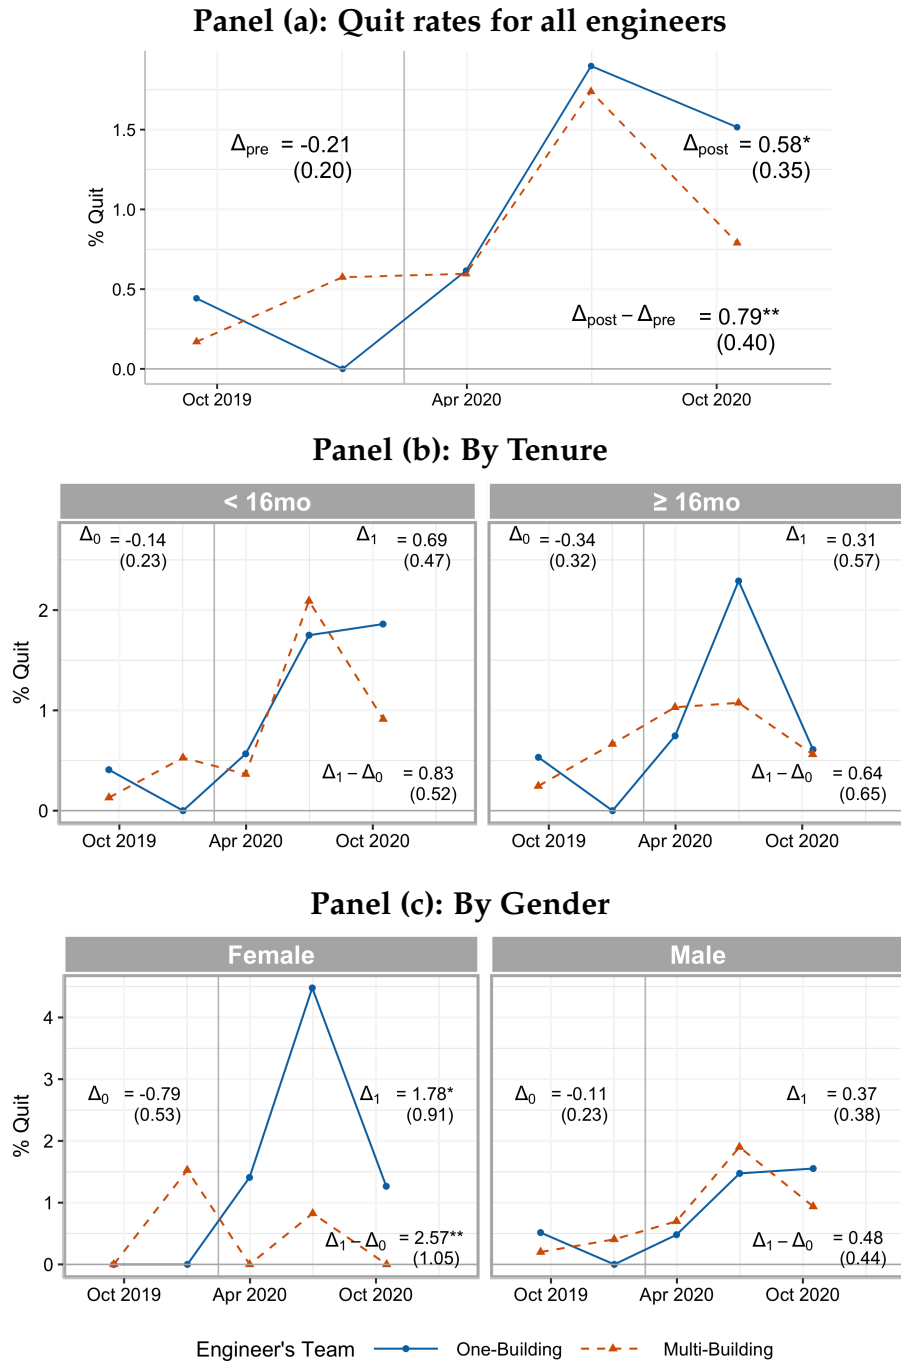 Panel (a): Quit rates for all engineers
% Quit
1.5
1.0
0.5
0.0
Δpre = -0.21
(0.20)
Δpost = 0.58*
(0.35)
Δpost − Δpre = 0.79**
(0.40)
Oct 2019 Apr 2020 Oct 2020
Panel (b): By Tenure
< 16mo ≥ 16mo
% Quit
2
1
0
Δ0 = -0.14
(0.23)
Δ1 = 0.69
(0.47)
Δ1 − Δ0 = 0.83
(0.52)
Oct 2019 Apr 2020 Oct 2020
Δ0 = -0.34
(0.32)
Δ1 = 0.31
(0.57)
Δ1 − Δ0 = 0.64
(0.65)
Oct 2019 Apr 2020 Oct 2020
Panel (c): By Gender
Female Male
% Quit
4
3
2
1
0
Δ0 = -0.79
(0.53)
Δ1 = 1.78*
(0.91)
Δ1 − Δ0 = 2.57**
(1.05)
Oct 2019 Apr 2020 Oct 2020
Δ0 = -0.11
(0.23)
Δ1 = 0.37
(0.38)
Δ1 − Δ0 = 0.48
(0.44)
Oct 2019 Apr 2020 Oct 2020
Engineer's Team One-Building Multi-Building